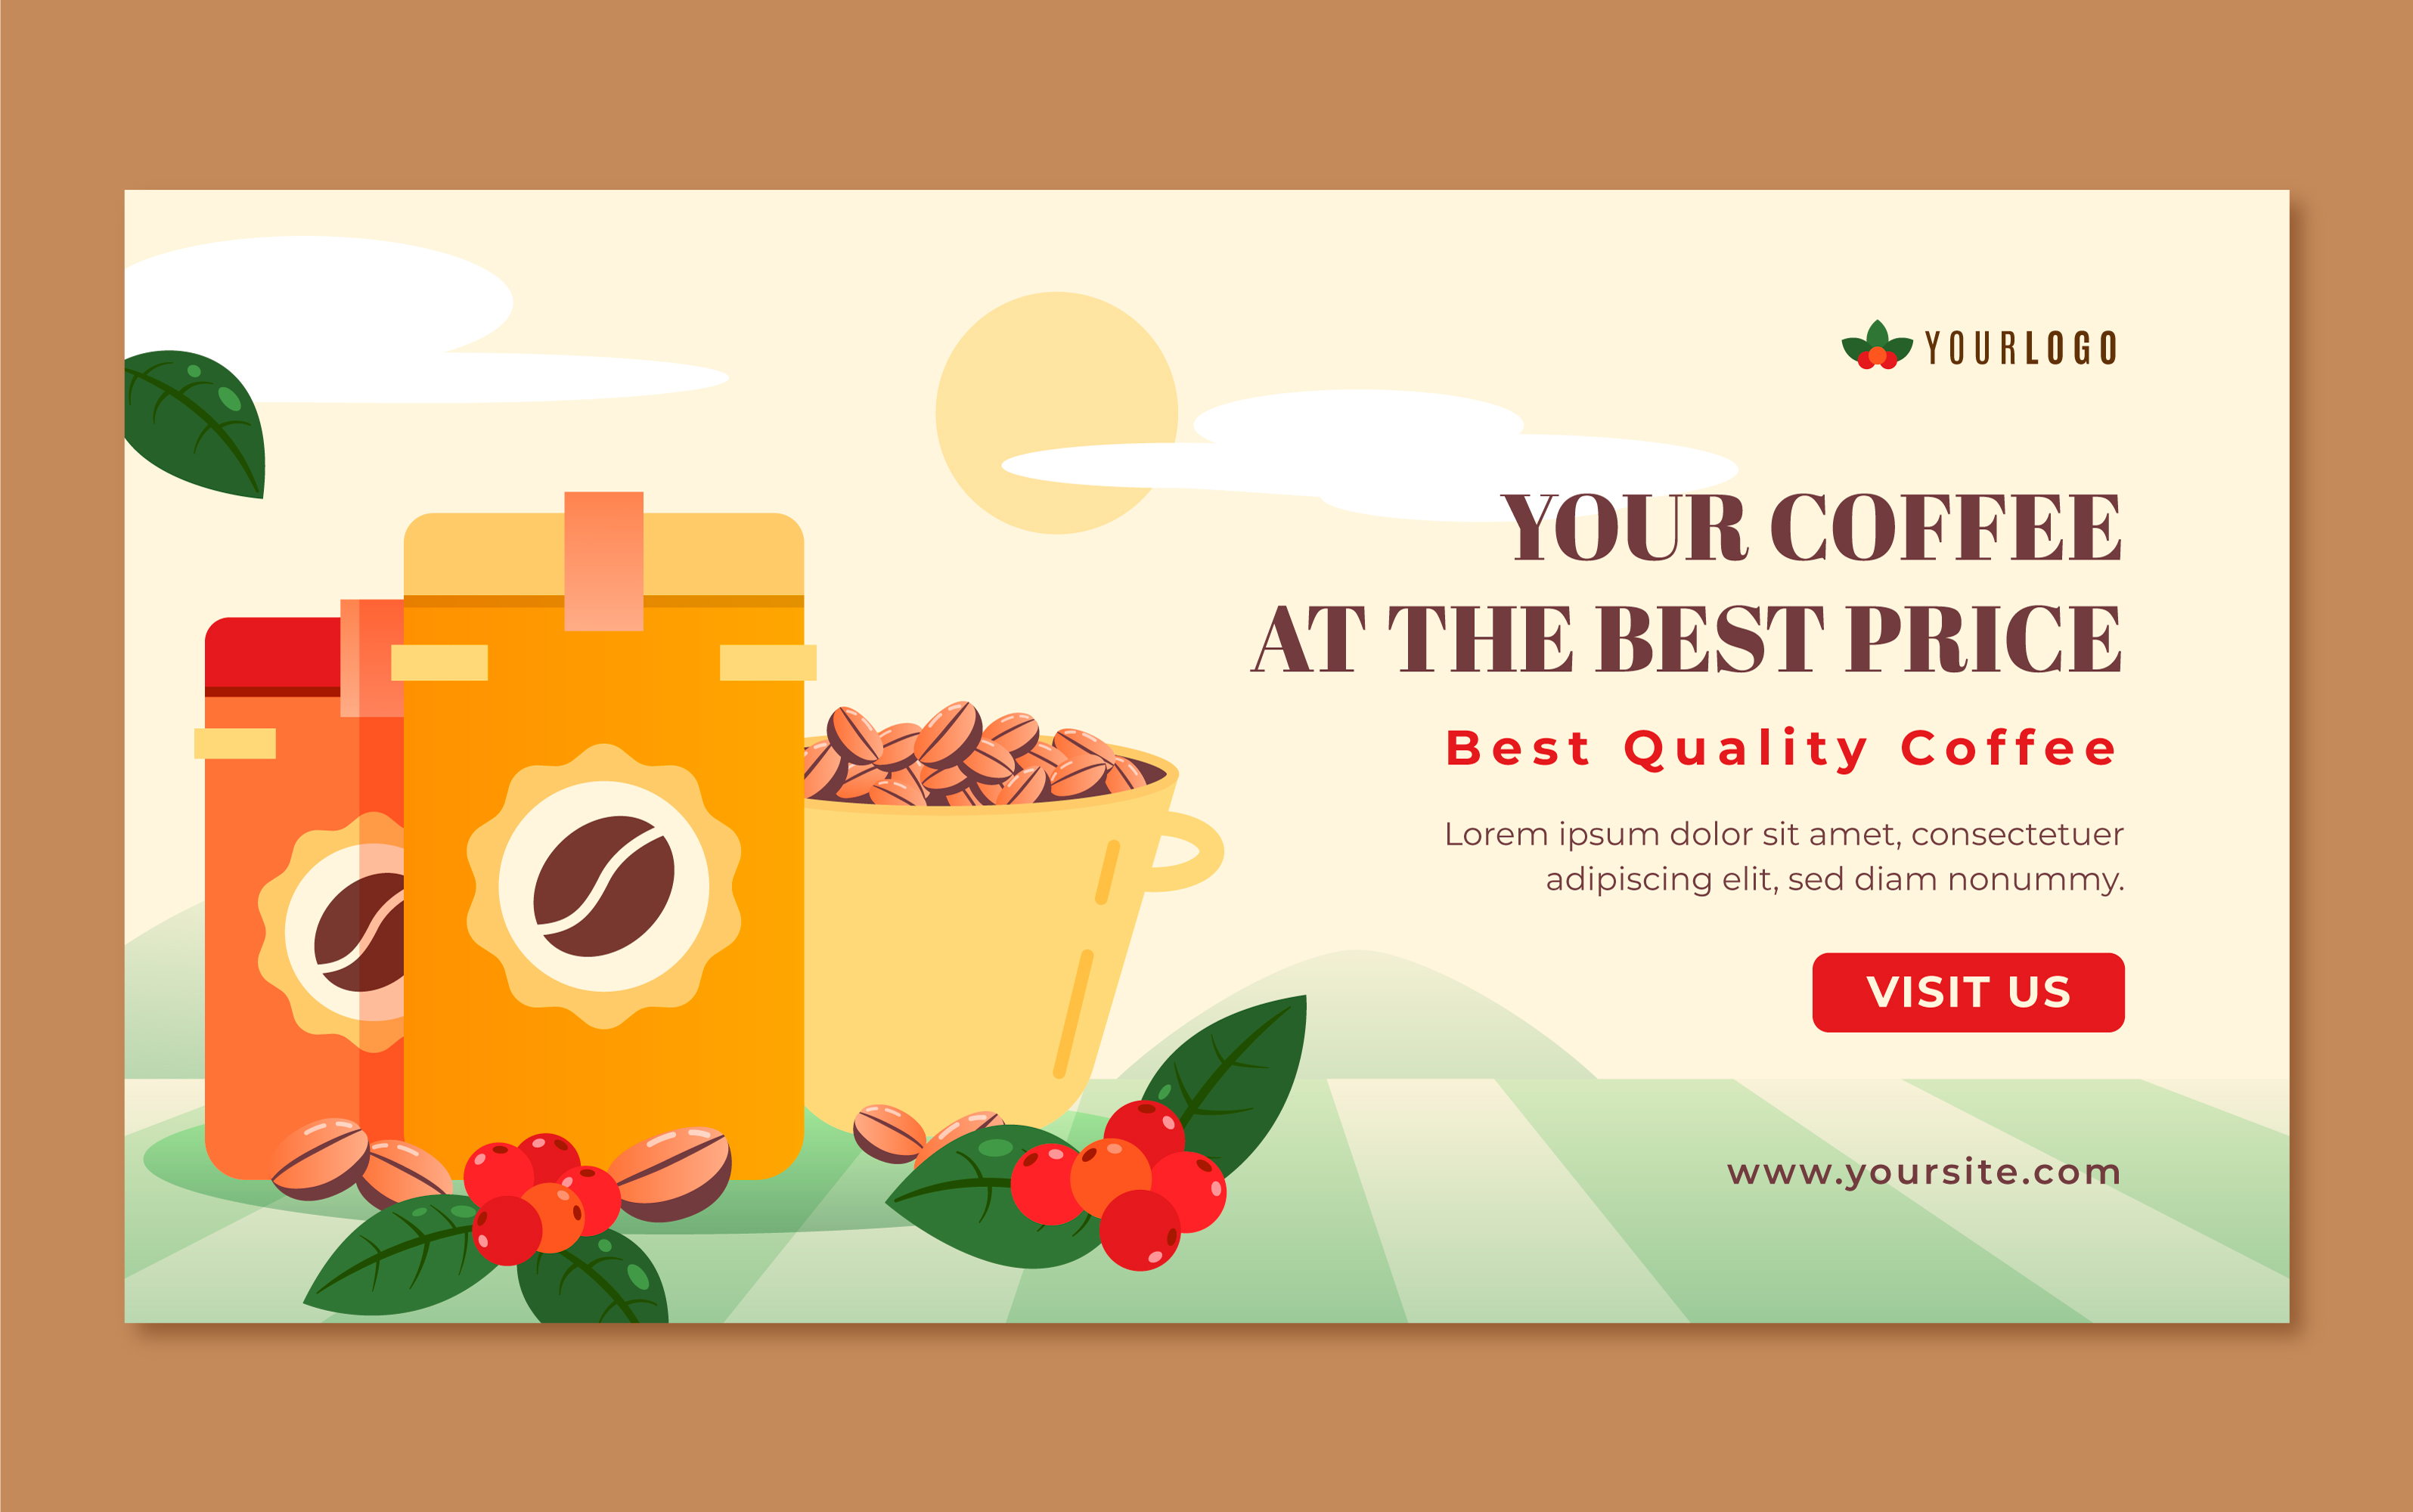 YOURLOGO
YOUR COFFEE
AT THE BEST PRICE
Best Quality Coffee
Lorem ipsum dolor sit amet, consectetuer
adipiscing elit, sed diam nonummy.
VISIT US
www.yoursite.com